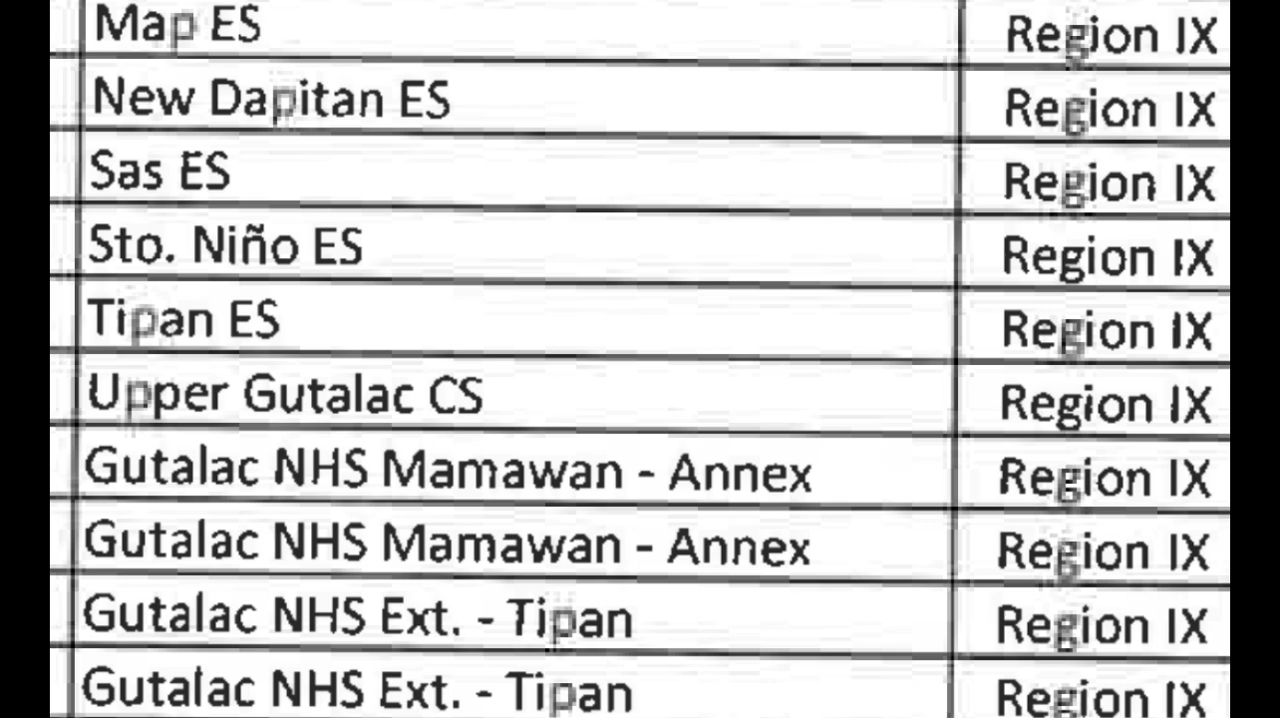 Map ES Region IX
New Dapitan ES Region IX
Sas ES Region IX
Sto. Niño ES Region IX
Tipan ES Region IX
Upper Gutalac CS Region IX
Gutalac NHS Mamawan - Annex Region IX
Gutalac NHS Mamawan - Annex Region IX
Gutalac NHS Ext. - Tipan Region IX
Gutalac NHS Ext. - Tipan Region IX